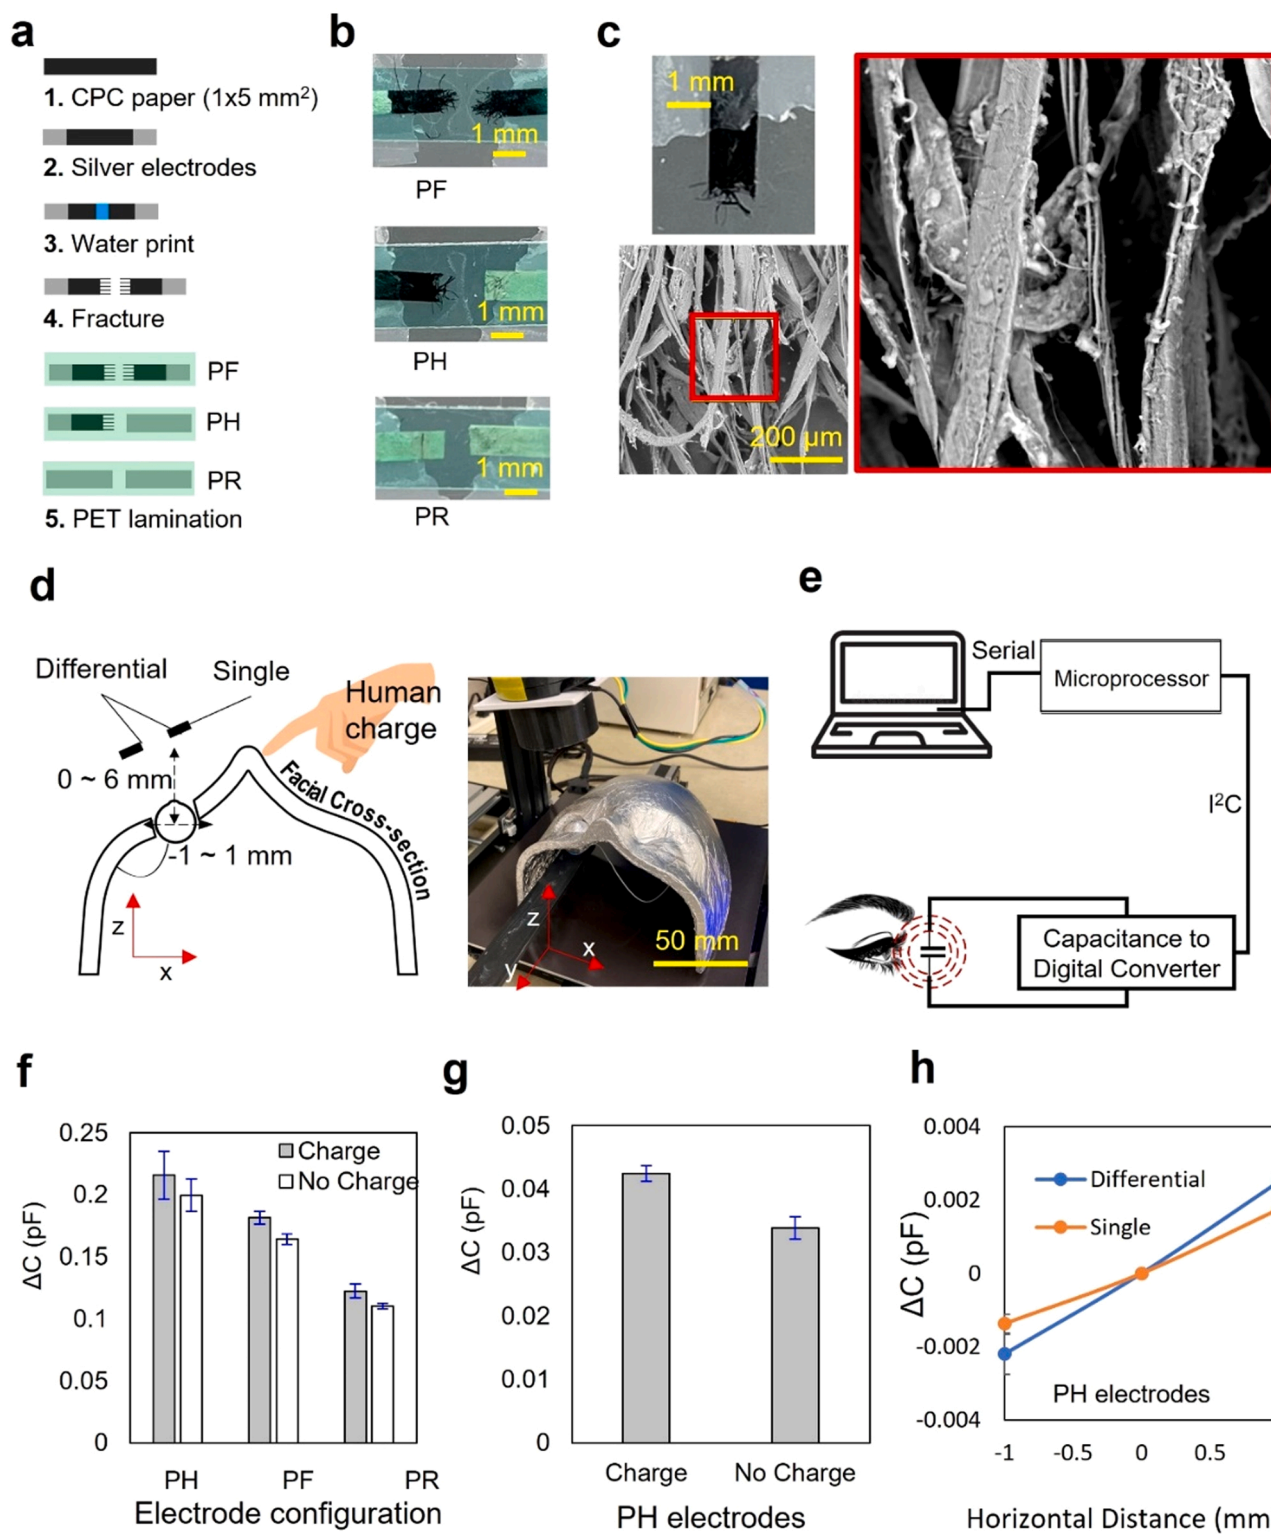 a
1. CPC paper (1x5 mm²)
2. Silver electrodes
3. Water print
4. Fracture
PF
PH
PR
5. PET lamination
b
1 mm
PF
1 mm
PH
1 mm
PR
c
1 mm
200 µm
d
Differential
Single
Human
charge
0 ~ 6 mm
-1 ~ 1 mm
Facial Cross-section
z
x
z
x
y
50 mm
e
Serial
Microprocessor
I²C
Capacitance to
Digital Converter
f
ΔC (pF)
0.25
0.2
0.15
0.1
0.05
0
Charge
No Charge
PH PF PR
Electrode configuration
g
ΔC (pF)
0.05
0.04
0.03
0.02
0.01
0
Charge No Charge
PH electrodes
h
ΔC (pF)
0.004
0.002
0
-0.002
-0.004
Differential
Single
PH electrodes
-1 -0.5 0 0.5
Horizontal Distance (mm